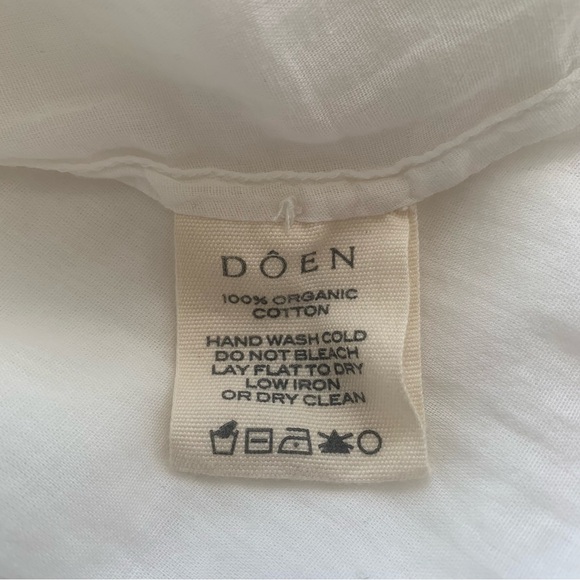 DÔEN
100% ORGANIC
COTTON
HAND WASH COLD
DO NOT BLEACH
LAY FLAT TO DRY
LOW IRON
OR DRY CLEAN